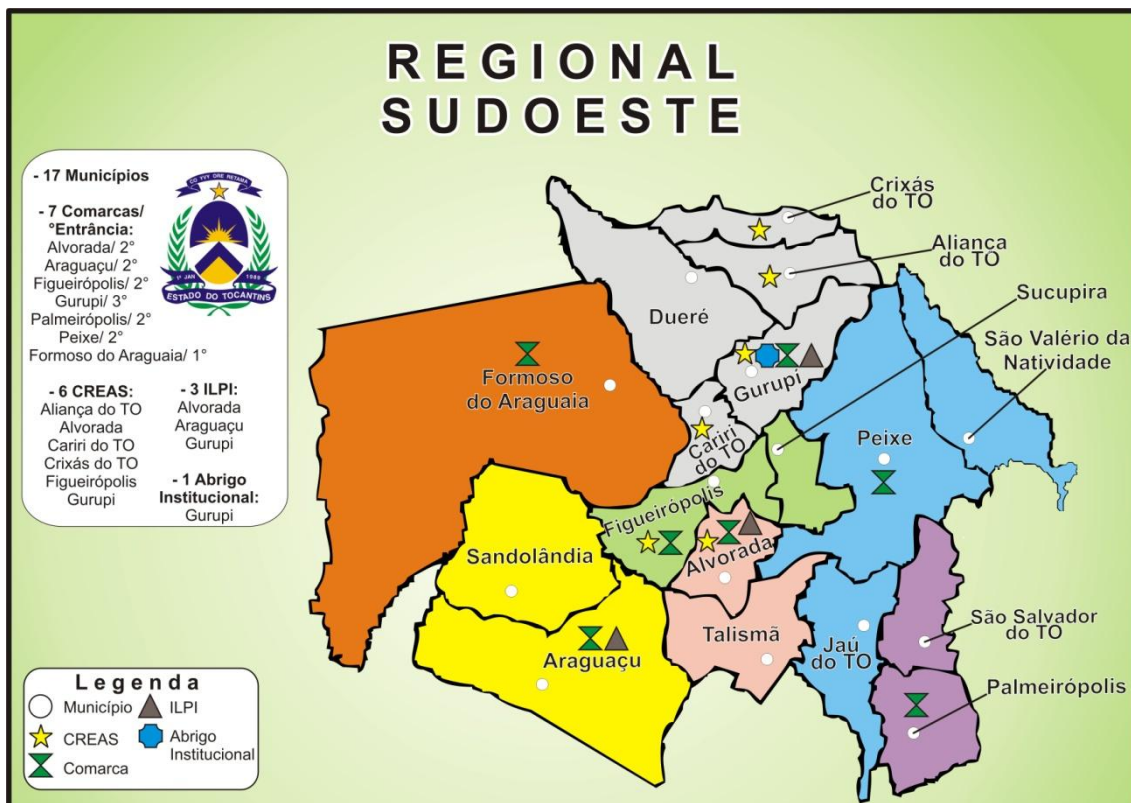 REGIONAL
SUDOESTE
- 17 Municípios
- 7 Comarcas/
°Entrância:
Alvorada/ 2°
Araguaçu/ 2°
Figueirópolis/ 2°
Gurupi/ 3°
Palmeirópolis/ 2°
Peixe/ 2°
Formoso do Araguaia/ 1°
- 6 CREAS:
Aliança do TO
Alvorada
Cariri do TO
Crixás do TO
Figueirópolis
Gurupi
- 3 ILPI:
Alvorada
Araguaçu
Gurupi
- 1 Abrigo
Institucional:
Gurupi
CO YVY ORE RETAMA
1º JAN 1989
ESTADO DO TOCANTINS
Crixás
do TO
Aliança
do TO
Sucupira
São Valério da
Natividade
Dueré
Gurupi
Formoso
do Araguaia
Cariri
do TO
Peixe
Figueirópolis
Alvorada
Sandolândia
Talismã
Jaú
do TO
São Salvador
do TO
Araguaçu
Palmeirópolis
Legenda
Município
ILPI
CREAS
Abrigo
Institucional
Comarca